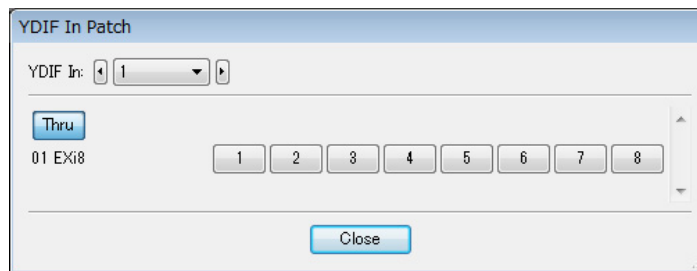 YDIF In Patch
YDIF In: 1
Thru
01 EXi8 1 2 3 4 5 6 7 8
Close